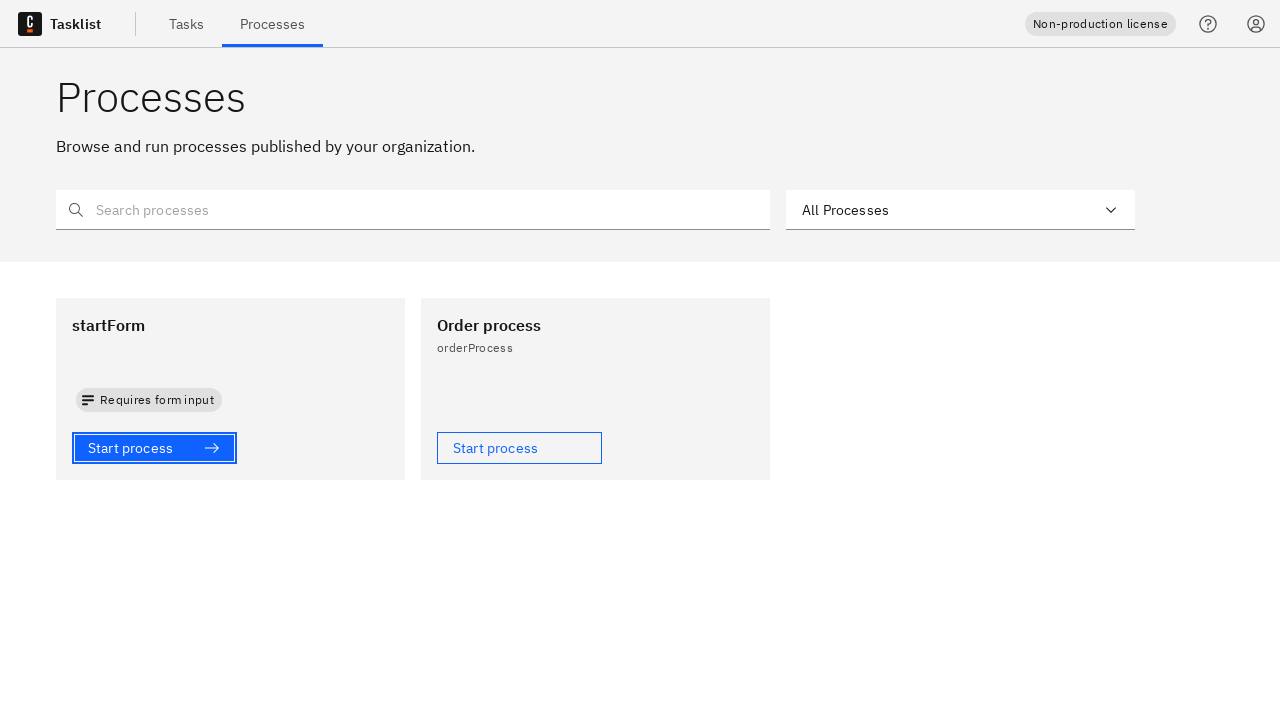 Tasklist
Tasks
Processes
Non-production license
Processes
Browse and run processes published by your organization.
Search processes
All Processes
startForm
Requires form input
Start process
Order process
orderProcess
Start process